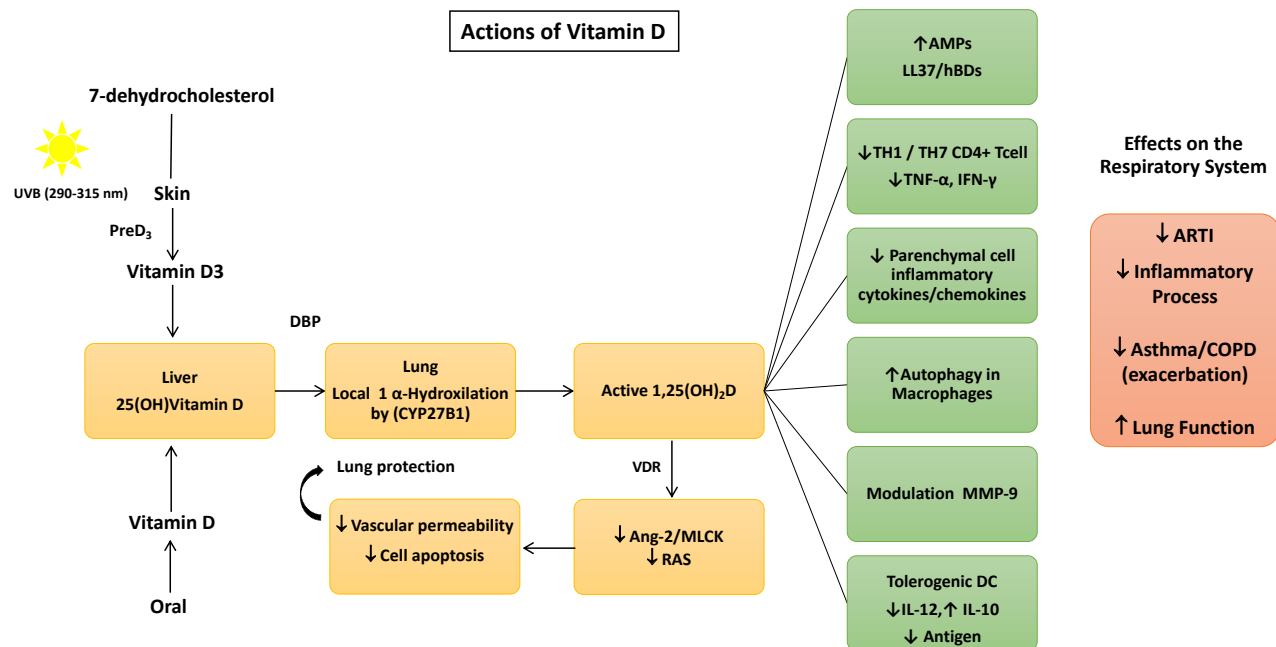 Actions of Vitamin D
7-dehydrocholesterol
UVB (290-315 nm)
Skin
PreD₃
Vitamin D3
DBP
Liver
25(OH)Vitamin D
Lung
Local 1 α-Hydroxilation
by (CYP27B1)
Active 1,25(OH)₂D
VDR
Lung protection
↓ Vascular permeability
↓ Cell apoptosis
↓ Ang-2/MLCK
↓ RAS
Vitamin D
Oral
↑AMPs
LL37/hBDs
↓TH1 / TH7 CD4+ Tcell
↓TNF-α, IFN-γ
↓ Parenchymal cell
inflammatory
cytokines/chemokines
↑Autophagy in
Macrophages
Modulation MMP-9
Tolerogenic DC
↓IL-12,↑ IL-10
↓ Antigen
Effects on the
Respiratory System
↓ ARTI
↓ Inflammatory
Process
↓ Asthma/COPD
(exacerbation)
↑ Lung Function